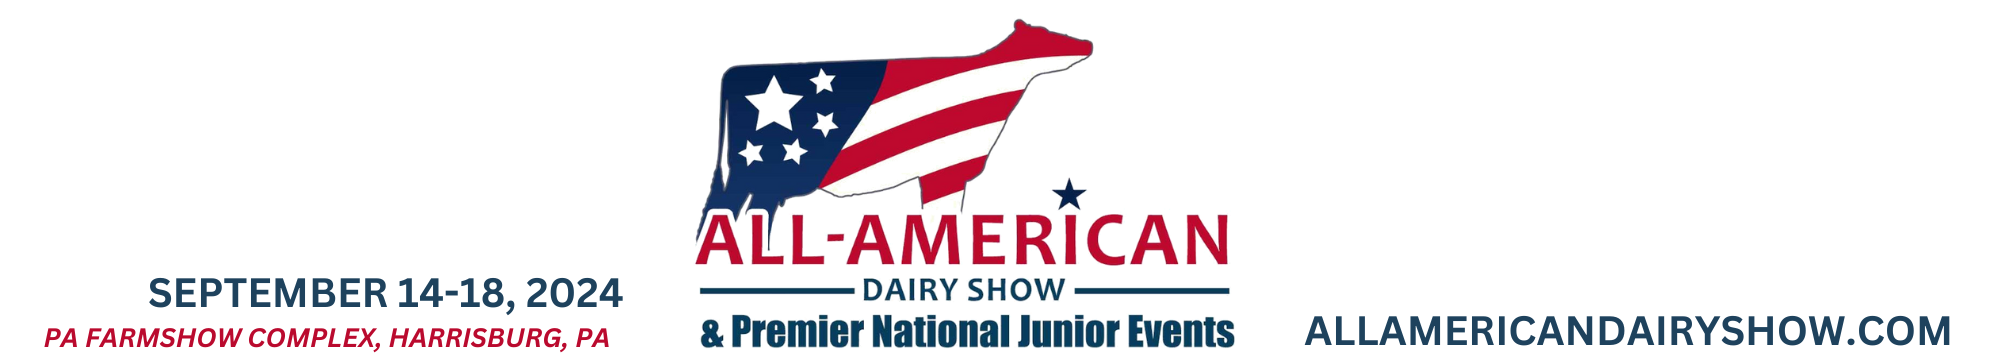 SEPTEMBER 14-18, 2024
PA FARMSHOW COMPLEX, HARRISBURG, PA
ALL-AMERICAN
DAIRY SHOW
& Premier National Junior Events
ALLAMERICANDAIRYSHOW.COM